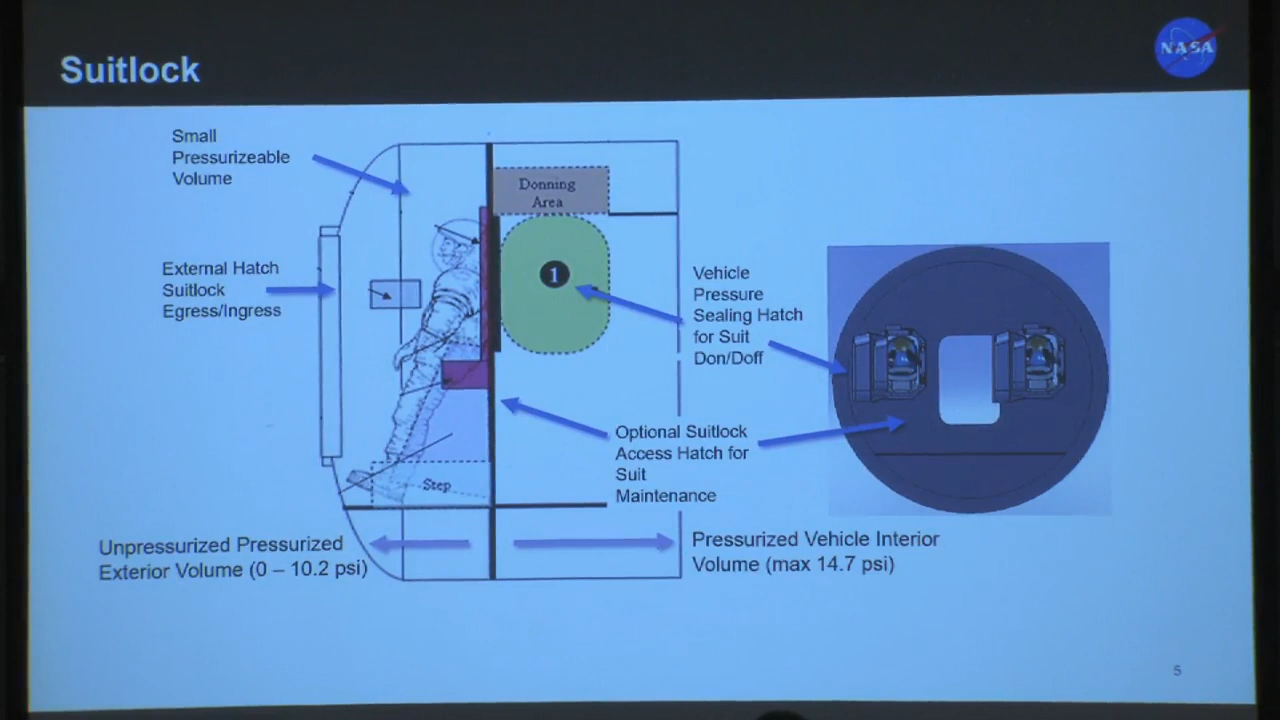 Suitlock
NASA
Small
Pressurizeable
Volume
Donning
Area
External Hatch
Suitlock
Egress/Ingress
1
Vehicle
Pressure
Sealing Hatch
for Suit
Don/Doff
Optional Suitlock
Access Hatch for
Suit
Maintenance
Step
Unpressurized Pressurized
Exterior Volume (0 – 10.2 psi)
Pressurized Vehicle Interior
Volume (max 14.7 psi)
5